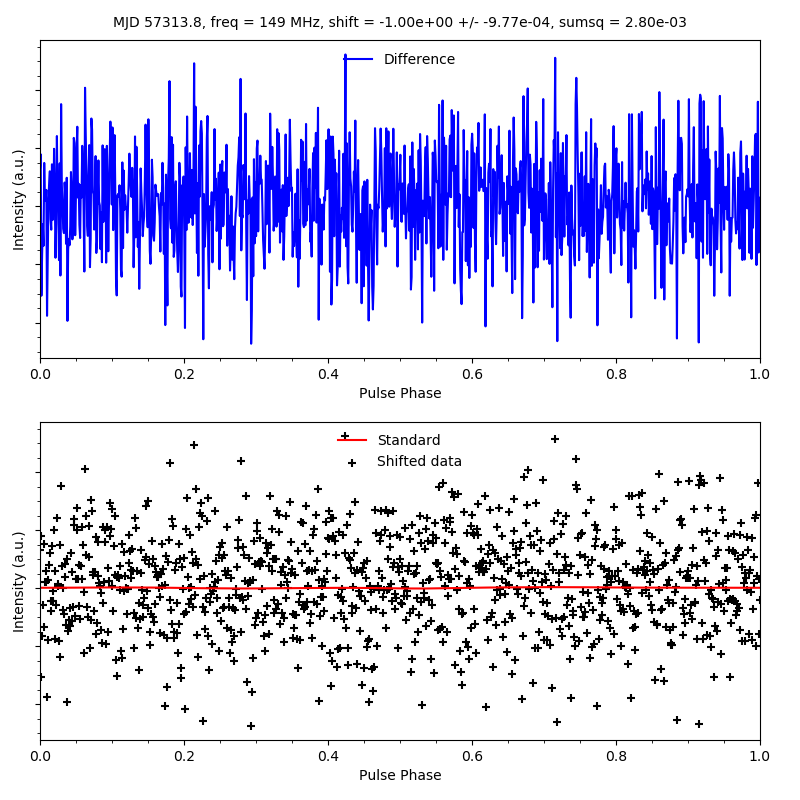 MJD 57313.8, freq = 149 MHz, shift = -1.00e+00 +/- -9.77e-04, sumsq = 2.80e-03
Difference
Intensity (a.u.)
0.0 0.2 0.4 0.6 0.8 1.0
Pulse Phase
Standard
Shifted data
Intensity (a.u.)
0.0 0.2 0.4 0.6 0.8 1.0
Pulse Phase